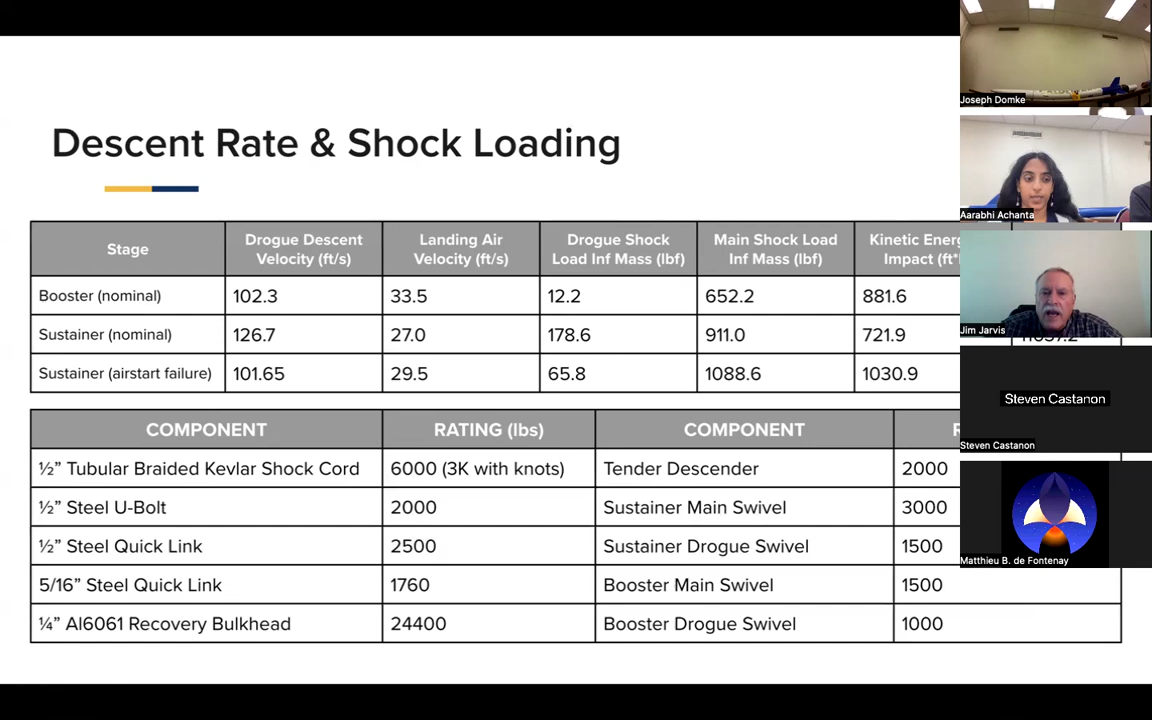 Descent Rate & Shock Loading
Stage
Drogue Descent
Velocity (ft/s)
Landing Air
Velocity (ft/s)
Drogue Shock
Load Inf Mass (lbf)
Main Shock Load
Inf Mass (lbf)
Kinetic Energ
Impact (ft*l
Booster (nominal) 102.3 33.5 12.2 652.2 881.6
Sustainer (nominal) 126.7 27.0 178.6 911.0 721.9
Sustainer (airstart failure) 101.65 29.5 65.8 1088.6 1030.9
COMPONENT RATING (lbs) COMPONENT R
½” Tubular Braided Kevlar Shock Cord 6000 (3K with knots) Tender Descender 2000
½” Steel U-Bolt 2000 Sustainer Main Swivel 3000
½” Steel Quick Link 2500 Sustainer Drogue Swivel 1500
5/16” Steel Quick Link 1760 Booster Main Swivel 1500
¼” Al6061 Recovery Bulkhead 24400 Booster Drogue Swivel 1000
Joseph Domke
Aarabhi Achanta
Jim Jarvis
Steven Castanon
Steven Castanon
Matthieu B. de Fontenay